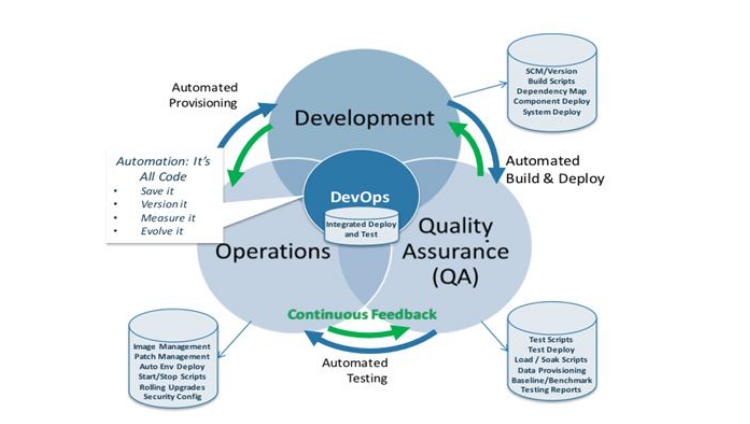 SCM/Version
Build Scripts
Dependency Map
Component Deploy
System Deploy
Automated
Provisioning
Development
Automated
Build & Deploy
Automation: It's
All Code
• Save it
• Version it
• Measure it
• Evolve it
DevOps
Integrated Deploy
and Test
Operations
Quality
Assurance
(QA)
Continuous Feedback
Automated
Testing
Image Management
Patch Management
Auto Env Deploy
Start/Stop Scripts
Rolling Upgrades
Security Config
Test Scripts
Test Deploy
Load / Soak Scripts
Data Provisioning
Baseline/Benchmark
Testing Reports